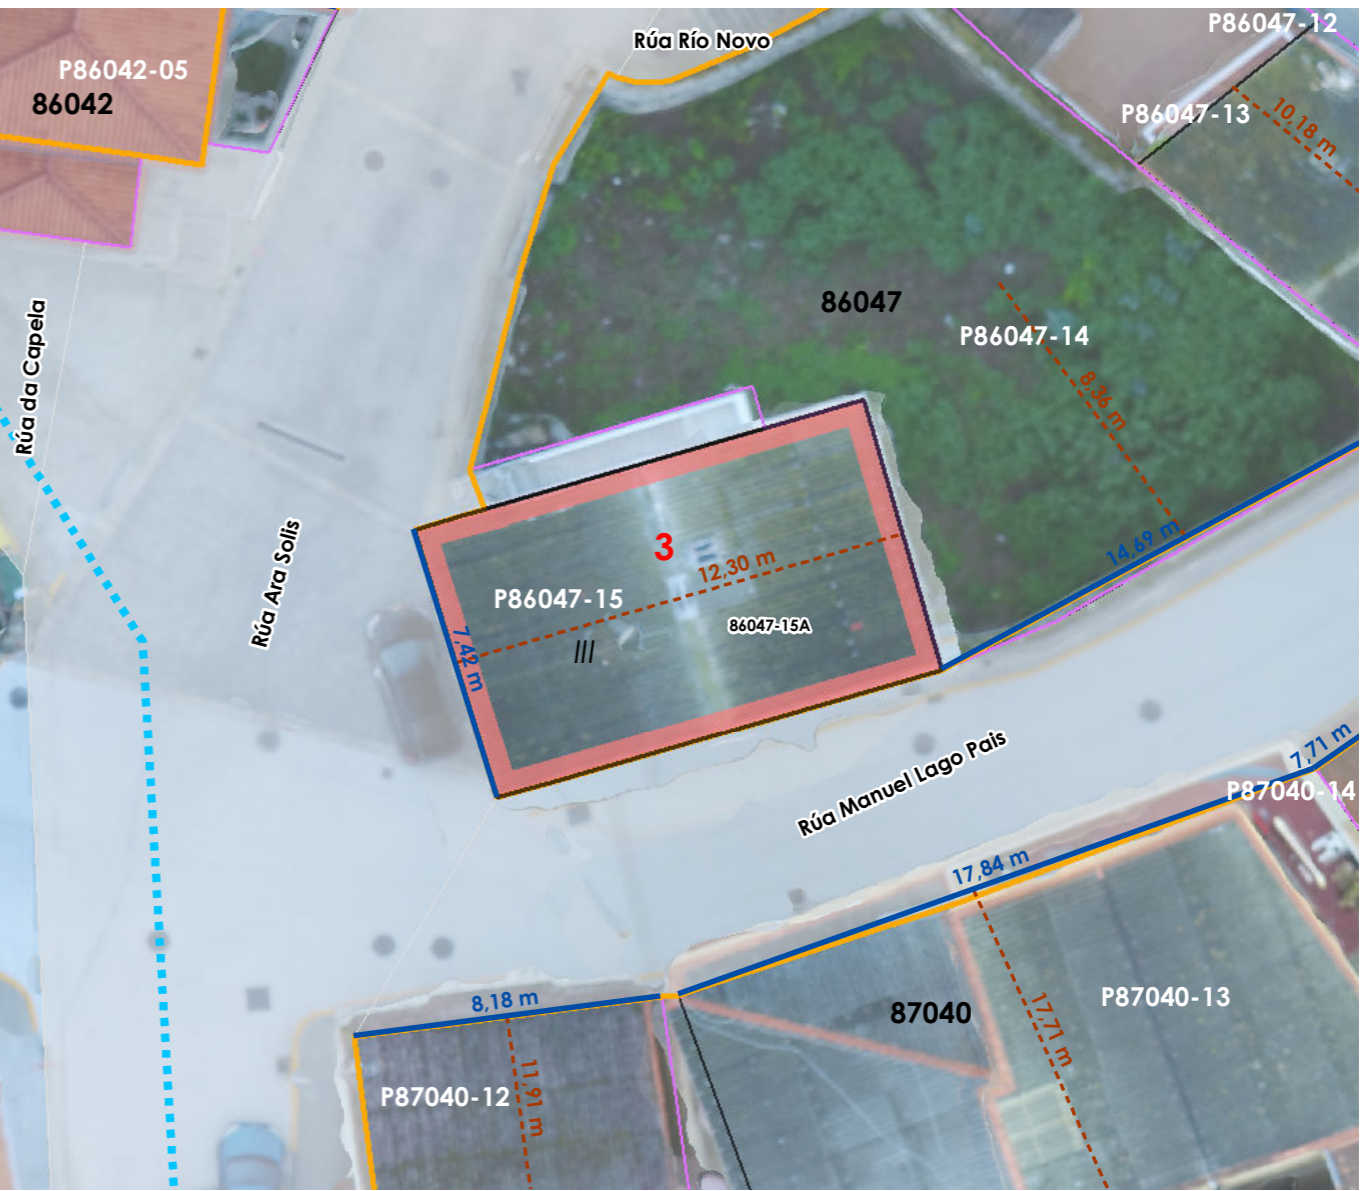 P86047-12
Rúa Río Novo
P86042-05
86042
P86047-13
10,18 m
86047
P86047-14
8,36 m
Rúa da Capela
14,69 m
Rúa Ara Solis
3
12,30 m
P86047-15
86047-15A
III
7,42 m
Rúa Manuel Lago Pais
7,71 m
P87040-14
17,84 m
8,18 m
P87040-13
87040
17,71 m
P87040-12
11,91 m